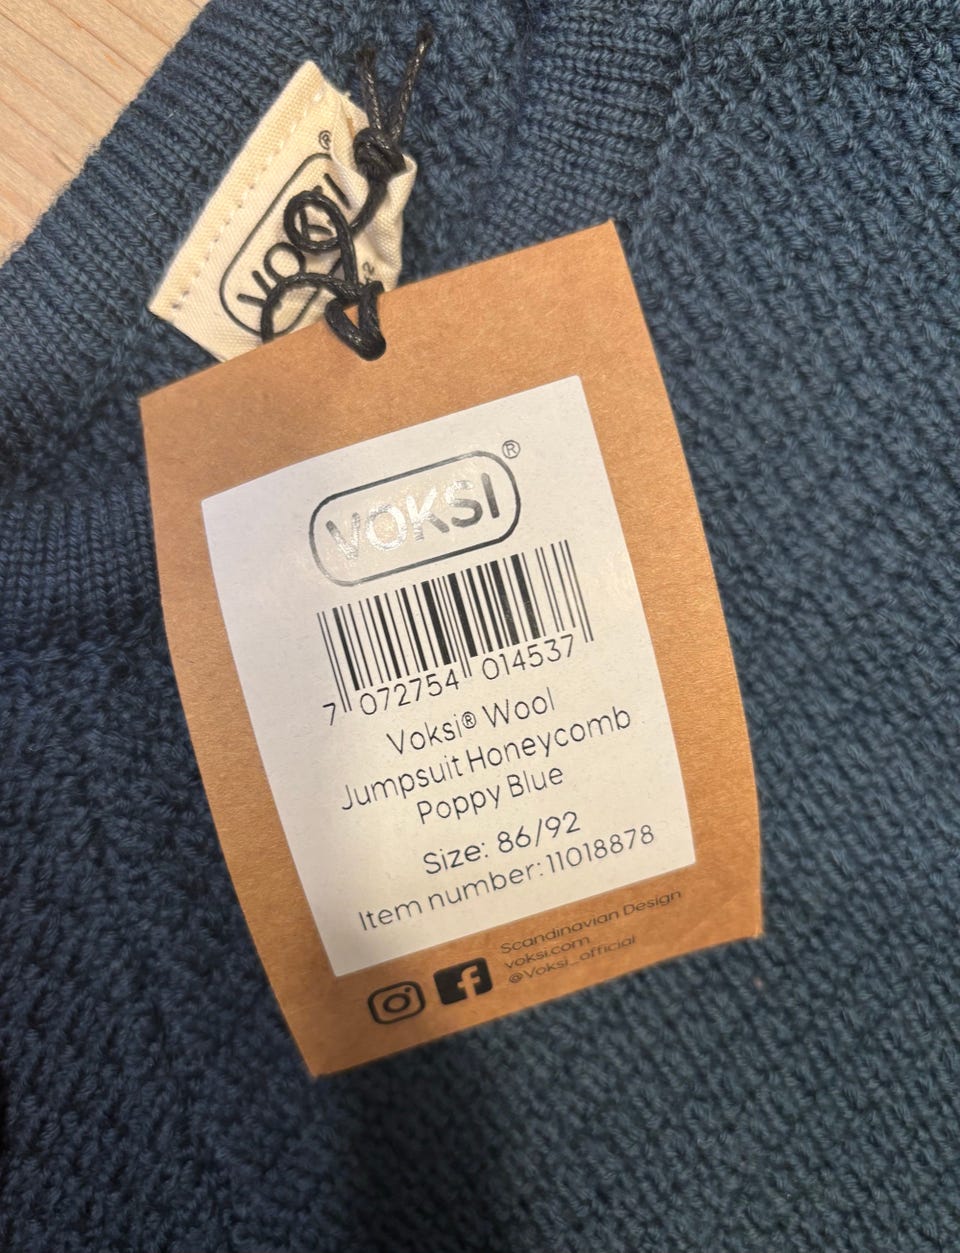 VOKSI®
VOKSI®
7 072754 014537
Voksi® Wool
Jumpsuit Honeycomb
Poppy Blue
Size: 86/92
Item number: 11018878
Scandinavian Design
voksi.com
@Voksi_official